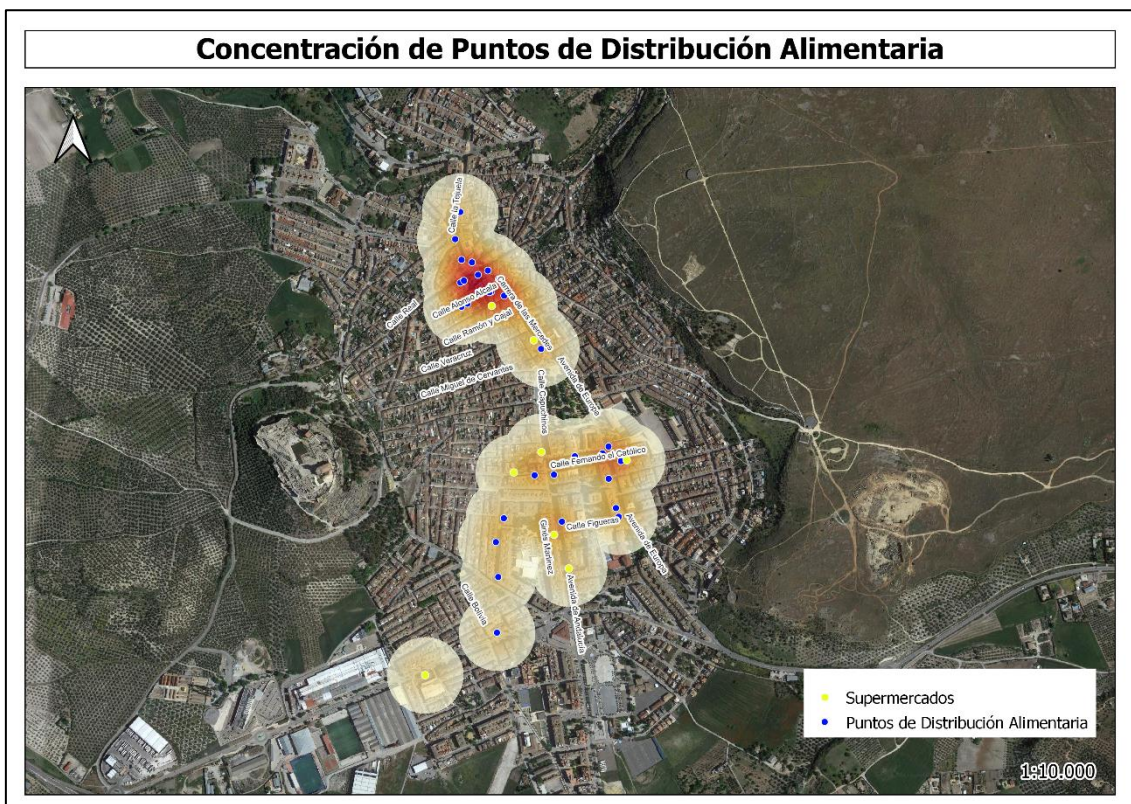 Concentración de Puntos de Distribución Alimentaria
Calle la Tejuela
Calle Real
Calle Alonso Alcalá
Carrera de las Mercedes
Calle Ramón y Cajal
Calle Veracruz
Calle Miguel de Cervantes
Calle Capuchinos
Avenida de Europa
Calle Fernando el Católico
Ginés Martínez
Calle Figueras
Avenida de Europa
Calle Bolivia
Avenida de Andalucía
Supermercados
Puntos de Distribución Alimentaria
1:10.000